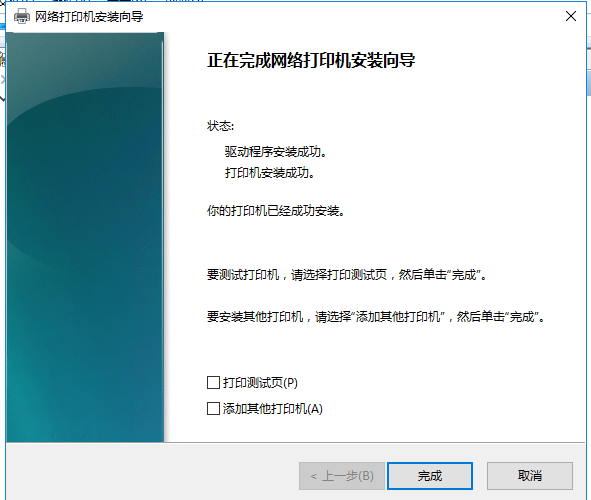 网络打印机安装向导
正在完成网络打印机安装向导
状态:
驱动程序安装成功。
打印机安装成功。
你的打印机已经成功安装。
要测试打印机，请选择打印测试页，然后单击“完成”。
要安装其他打印机，请选择“添加其他打印机”，然后单击“完成”。
打印测试页(P)
添加其他打印机(A)
< 上一步(B)
完成
取消